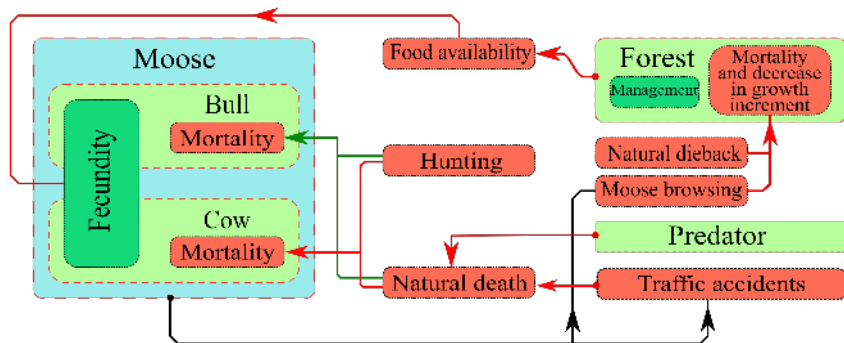 Moose
Bull
Mortality
Fecundity
Cow
Mortality
Food availability
Hunting
Natural death
Forest
Management
Mortality
and decrease
in growth
increment
Natural dieback
Moose browsing
Predator
Traffic accidents